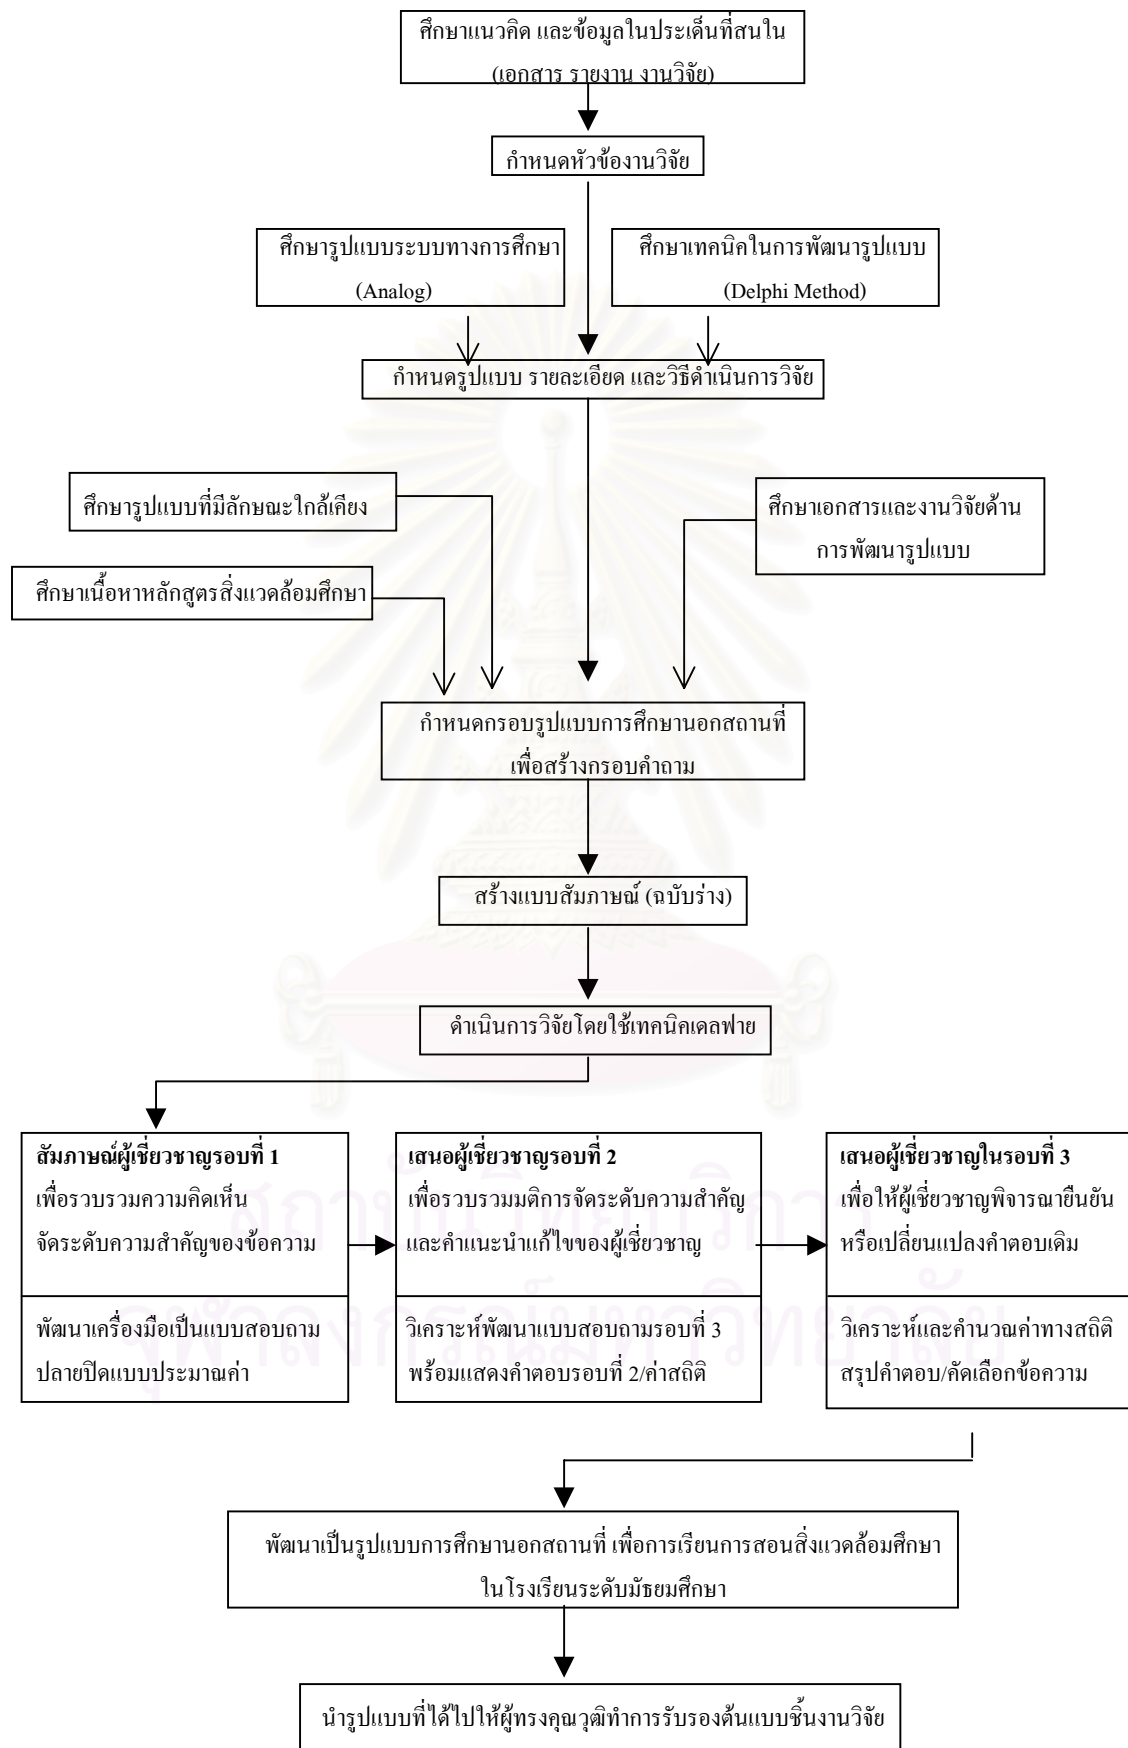 ศึกษาแนวคิด และข้อมูลในประเด็นที่สนใน
(เอกสาร รายงาน งานวิจัย)
กำหนดหัวข้องานวิจัย
ศึกษารูปแบบระบบทางการศึกษา
(Analog)
ศึกษาเทคนิคในการพัฒนารูปแบบ
(Delphi Method)
กำหนดรูปแบบ รายละเอียด และวิธีดำเนินการวิจัย
ศึกษารูปแบบที่มีลักษณะใกล้เคียง
ศึกษาเอกสารและงานวิจัยด้าน
การพัฒนารูปแบบ
ศึกษาเนื้อหาหลักสูตรสิ่งแวดล้อมศึกษา
กำหนดกรอบรูปแบบการศึกษานอกสถานที่
เพื่อสร้างกรอบคำถาม
สร้างแบบสัมภาษณ์ (ฉบับร่าง)
ดำเนินการวิจัยโดยใช้เทคนิคเดลฟาย
สัมภาษณ์ผู้เชี่ยวชาญรอบที่ 1
เพื่อรวบรวมความคิดเห็น
จัดระดับความสำคัญของข้อความ
พัฒนาเครื่องมือเป็นแบบสอบถาม
ปลายปิดแบบประมาณค่า
เสนอผู้เชี่ยวชาญรอบที่ 2
เพื่อรวบรวมมติการจัดระดับความสำคัญ
และคำแนะนำแก้ไขของผู้เชี่ยวชาญ
วิเคราะห์พัฒนาแบบสอบถามรอบที่ 3
พร้อมแสดงคำตอบรอบที่ 2/ค่าสถิติ
เสนอผู้เชี่ยวชาญในรอบที่ 3
เพื่อให้ผู้เชี่ยวชาญพิจารณายืนยัน
หรือเปลี่ยนแปลงคำตอบเดิม
วิเคราะห์และคำนวณค่าทางสถิติ
สรุปคำตอบ/คัดเลือกข้อความ
สถาบันวิทยบริการ
จุฬาลงกรณ์มหาวิทยาลัย
พัฒนาเป็นรูปแบบการศึกษานอกสถานที่ เพื่อการเรียนการสอนสิ่งแวดล้อมศึกษา
ในโรงเรียนระดับมัธยมศึกษา
นำรูปแบบที่ได้ไปให้ผู้ทรงคุณวุฒิทำการรับรองต้นแบบชิ้นงานวิจัย